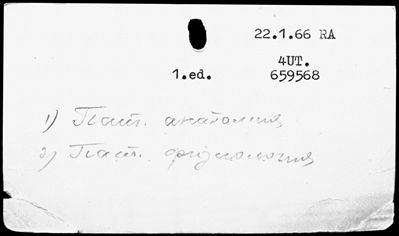 22.1.66 RA
4UT.
1.ed. 659568
1) Пат. анатомия
2) Пат. физиология